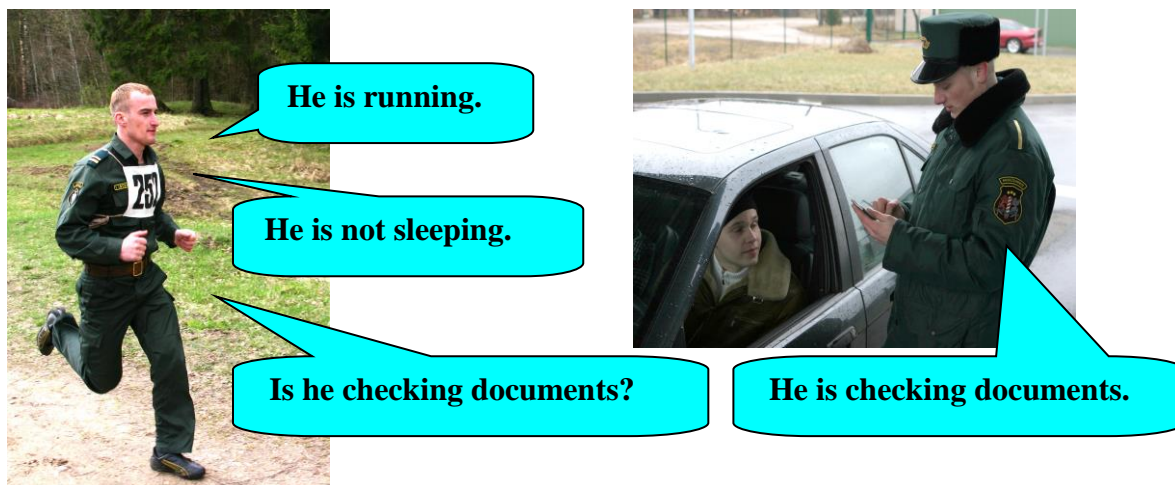 He is running.
He is not sleeping.
Is he checking documents?
He is checking documents.